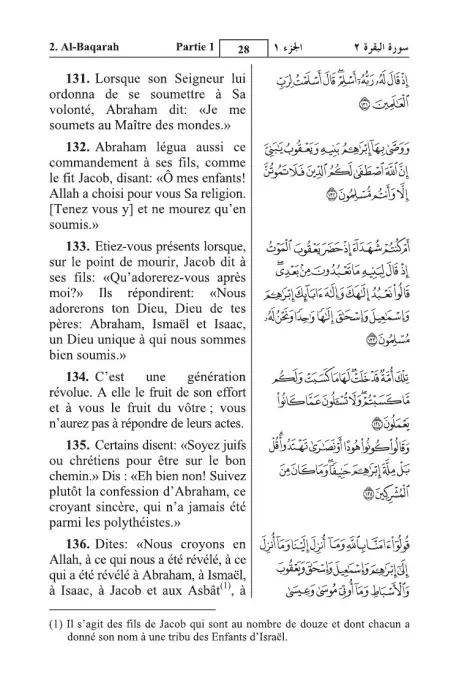 2. Al-Baqarah Partie 1 28 الجزء ١ سورة البقرة ٢
131. Lorsque son Seigneur lui
ordonna de se soumettre à Sa
volonté, Abraham dit: «Je me
soumets au Maître des mondes.»
132. Abraham légua aussi ce
commandement à ses fils, comme
le fit Jacob, disant: «Ô mes enfants!
Allah a choisi pour vous Sa religion.
[Tenez vous y] et ne mourez qu'en
soumis.»
133. Etiez-vous présents lorsque,
sur le point de mourir, Jacob dit à
ses fils: «Qu'adorerez-vous après
moi?» Ils répondirent: «Nous
adorerons ton Dieu, Dieu de tes
pères: Abraham, Ismaël et Isaac,
un Dieu unique à qui nous sommes
bien soumis.»
134. C'est une génération
révolue. A elle le fruit de son effort
et à vous le fruit du vôtre ; vous
n'aurez pas à répondre de leurs actes.
135. Certains disent: «Soyez juifs
ou chrétiens pour être sur le bon
chemin.» Dis : «Eh bien non! Suivez
plutôt la confession d'Abraham, ce
croyant sincère, qui n'a jamais été
parmi les polythéistes.»
136. Dites: «Nous croyons en
Allah, à ce qui nous a été révélé, à ce
qui a été révélé à Abraham, à Ismaël,
à Isaac, à Jacob et aux Asbât(1), à
إِذْ قَالَ لَهُۥ رَبُّهُۥٓ أَسْلِمْ ۖ قَالَ أَسْلَمْتُ لِرَبِّ
ٱلْعَٰلَمِينَ ١٣١
وَوَصَّىٰ بِهَآ إِبْرَٰهِـۧمُ بَنِيهِ وَيَعْقُوبُ يَٰبَنِىَّ
إِنَّ ٱللَّهَ ٱصْطَفَىٰ لَكُمُ ٱلدِّينَ فَلَا تَمُوتُنَّ
إِلَّا وَأَنتُم مُّسْلِمُونَ ١٣٢
أَمْ كُنتُمْ شُهَدَآءَ إِذْ حَضَرَ يَعْقُوبَ ٱلْمَوْتُ
إِذْ قَالَ لِبَنِيهِ مَا تَعْبُدُونَ مِنۢ بَعْدِى ۖ
قَالُوا۟ نَعْبُدُ إِلَٰهَكَ وَإِلَٰهَ ءَابَآئِكَ إِبْرَٰهِـۧمَ
وَإِسْمَٰعِيلَ وَإِسْحَٰقَ إِلَٰهًا وَٰحِدًا وَنَحْنُ لَهُۥ
مُسْلِمُونَ ١٣٣
تِلْكَ أُمَّةٌ قَدْ خَلَتْ ۖ لَهَا مَا كَسَبَتْ وَلَكُم
مَّا كَسَبْتُمْ ۖ وَلَا تُسْـَٔلُونَ عَمَّا كَانُوا۟
يَعْمَلُونَ ١٣٤
وَقَالُوا۟ كُونُوا۟ هُودًا أَوْ نَصَٰرَىٰ تَهْتَدُوا۟ ۗ قُلْ
بَلْ مِلَّةَ إِبْرَٰهِـۧمَ حَنِيفًا ۖ وَمَا كَانَ مِنَ
ٱلْمُشْرِكِينَ ١٣٥
قُولُوٓا۟ ءَامَنَّا بِٱللَّهِ وَمَآ أُنزِلَ إِلَيْنَا وَمَآ أُنزِلَ
إِلَىٰٓ إِبْرَٰهِـۧمَ وَإِسْمَٰعِيلَ وَإِسْحَٰقَ وَيَعْقُوبَ
وَٱلْأَسْبَاطِ وَمَآ أُوتِىَ مُوسَىٰ وَعِيسَىٰ
(1) Il s'agit des fils de Jacob qui sont au nombre de douze et dont chacun a
donné son nom à une tribu des Enfants d'Israël.